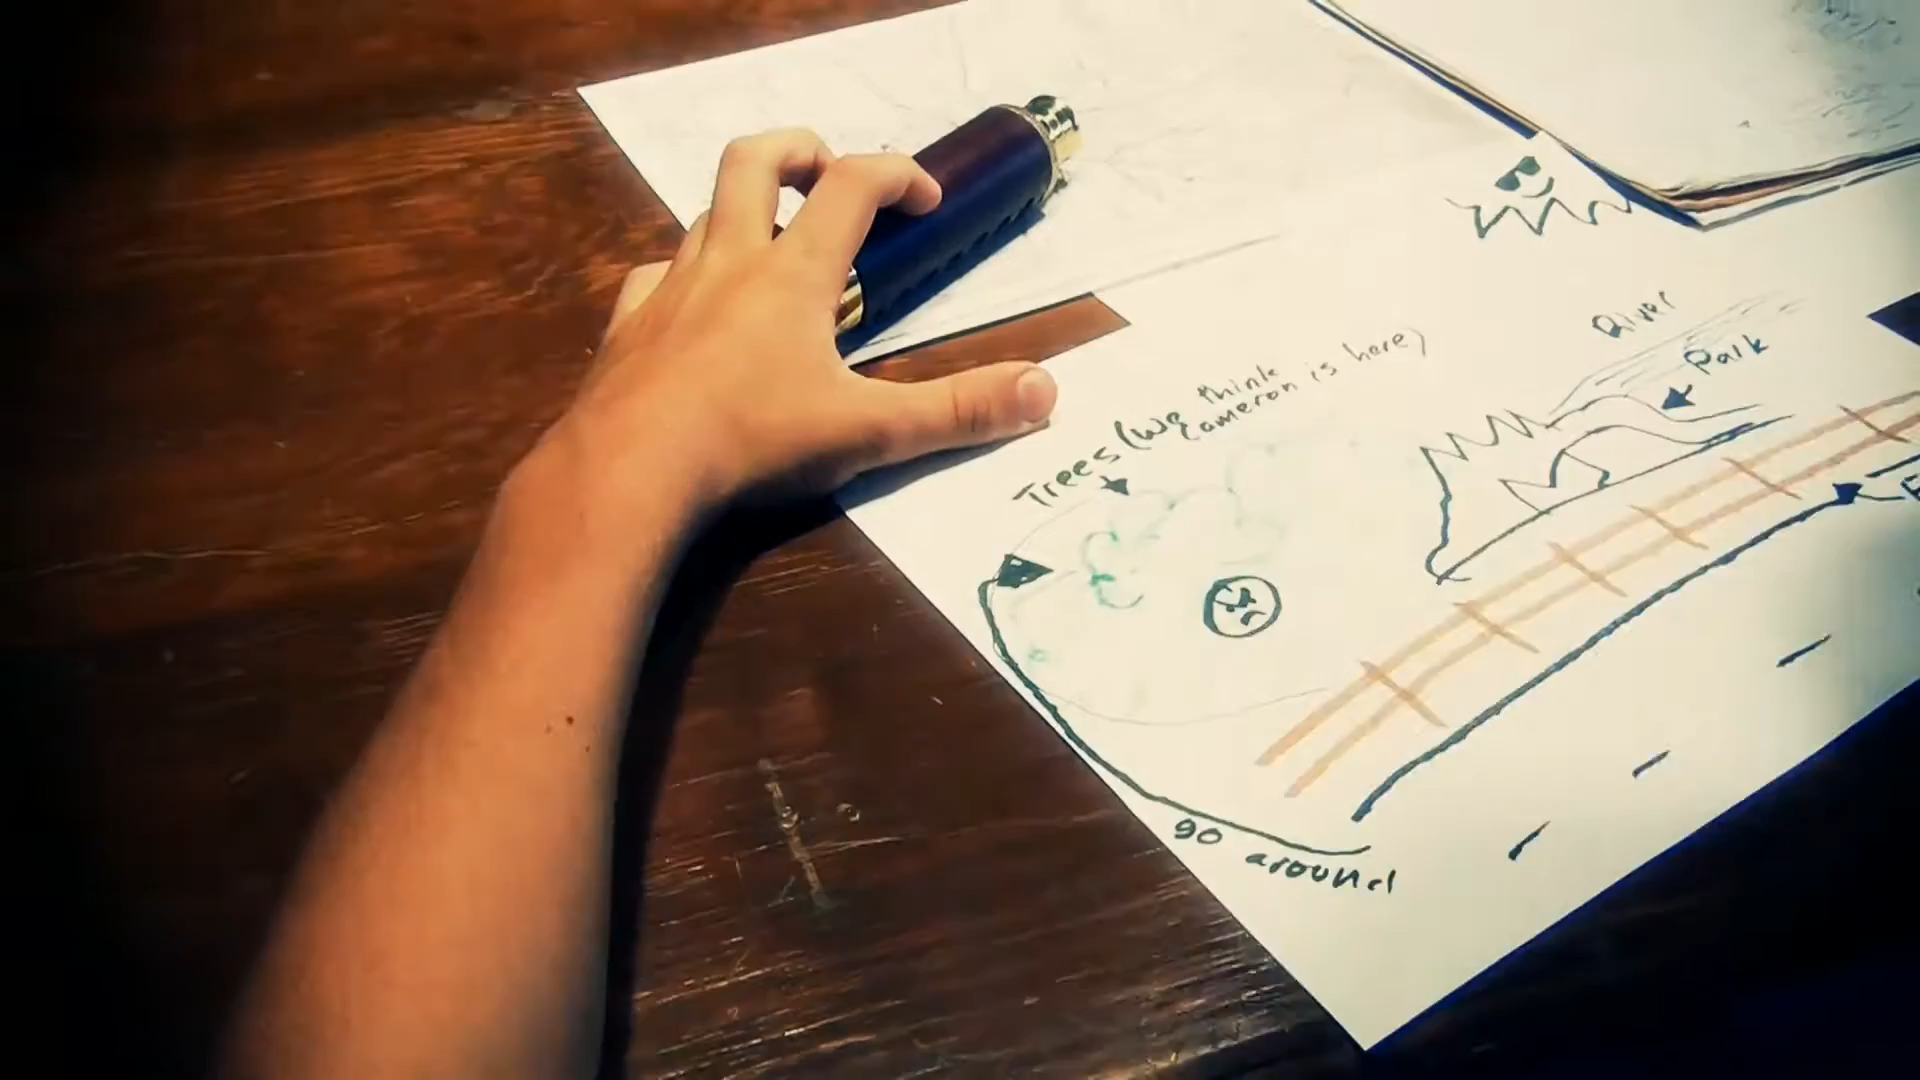 River
Park
Trees (we think
Cameron is here)
go around